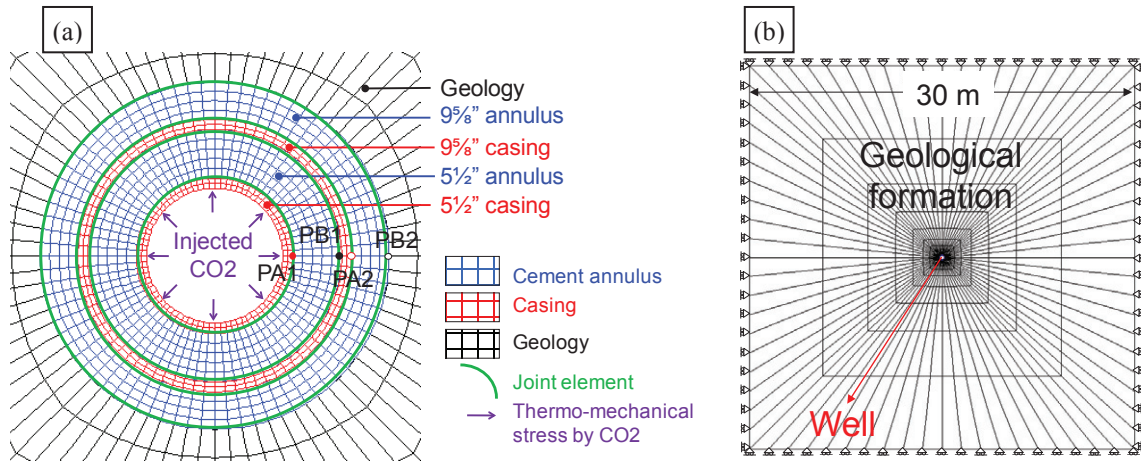 (a)
Geology
9⅝” annulus
9⅝” casing
5½” annulus
5½” casing
Injected
CO2
PA1
PB1
PA2
PB2
Cement annulus
Casing
Geology
Joint element
Thermo-mechanical
stress by CO2
(b)
30 m
Geological
formation
Well